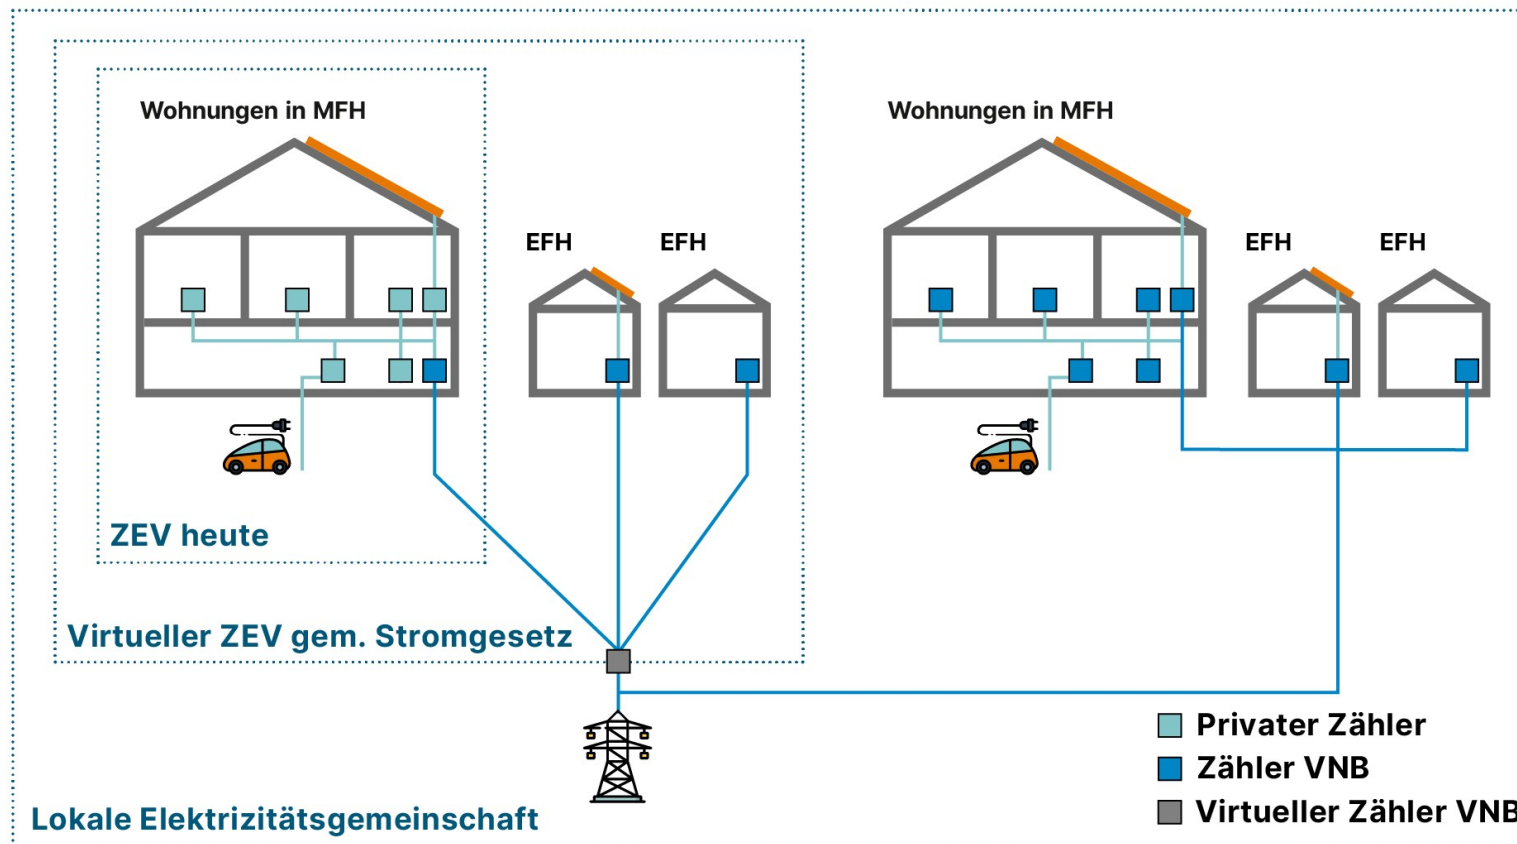 Wohnungen in MFH
Wohnungen in MFH
EFH
EFH
EFH
EFH
ZEV heute
Virtueller ZEV gem. Stromgesetz
Privater Zähler
Zähler VNB
Virtueller Zähler VNB
Lokale Elektrizitätsgemeinschaft